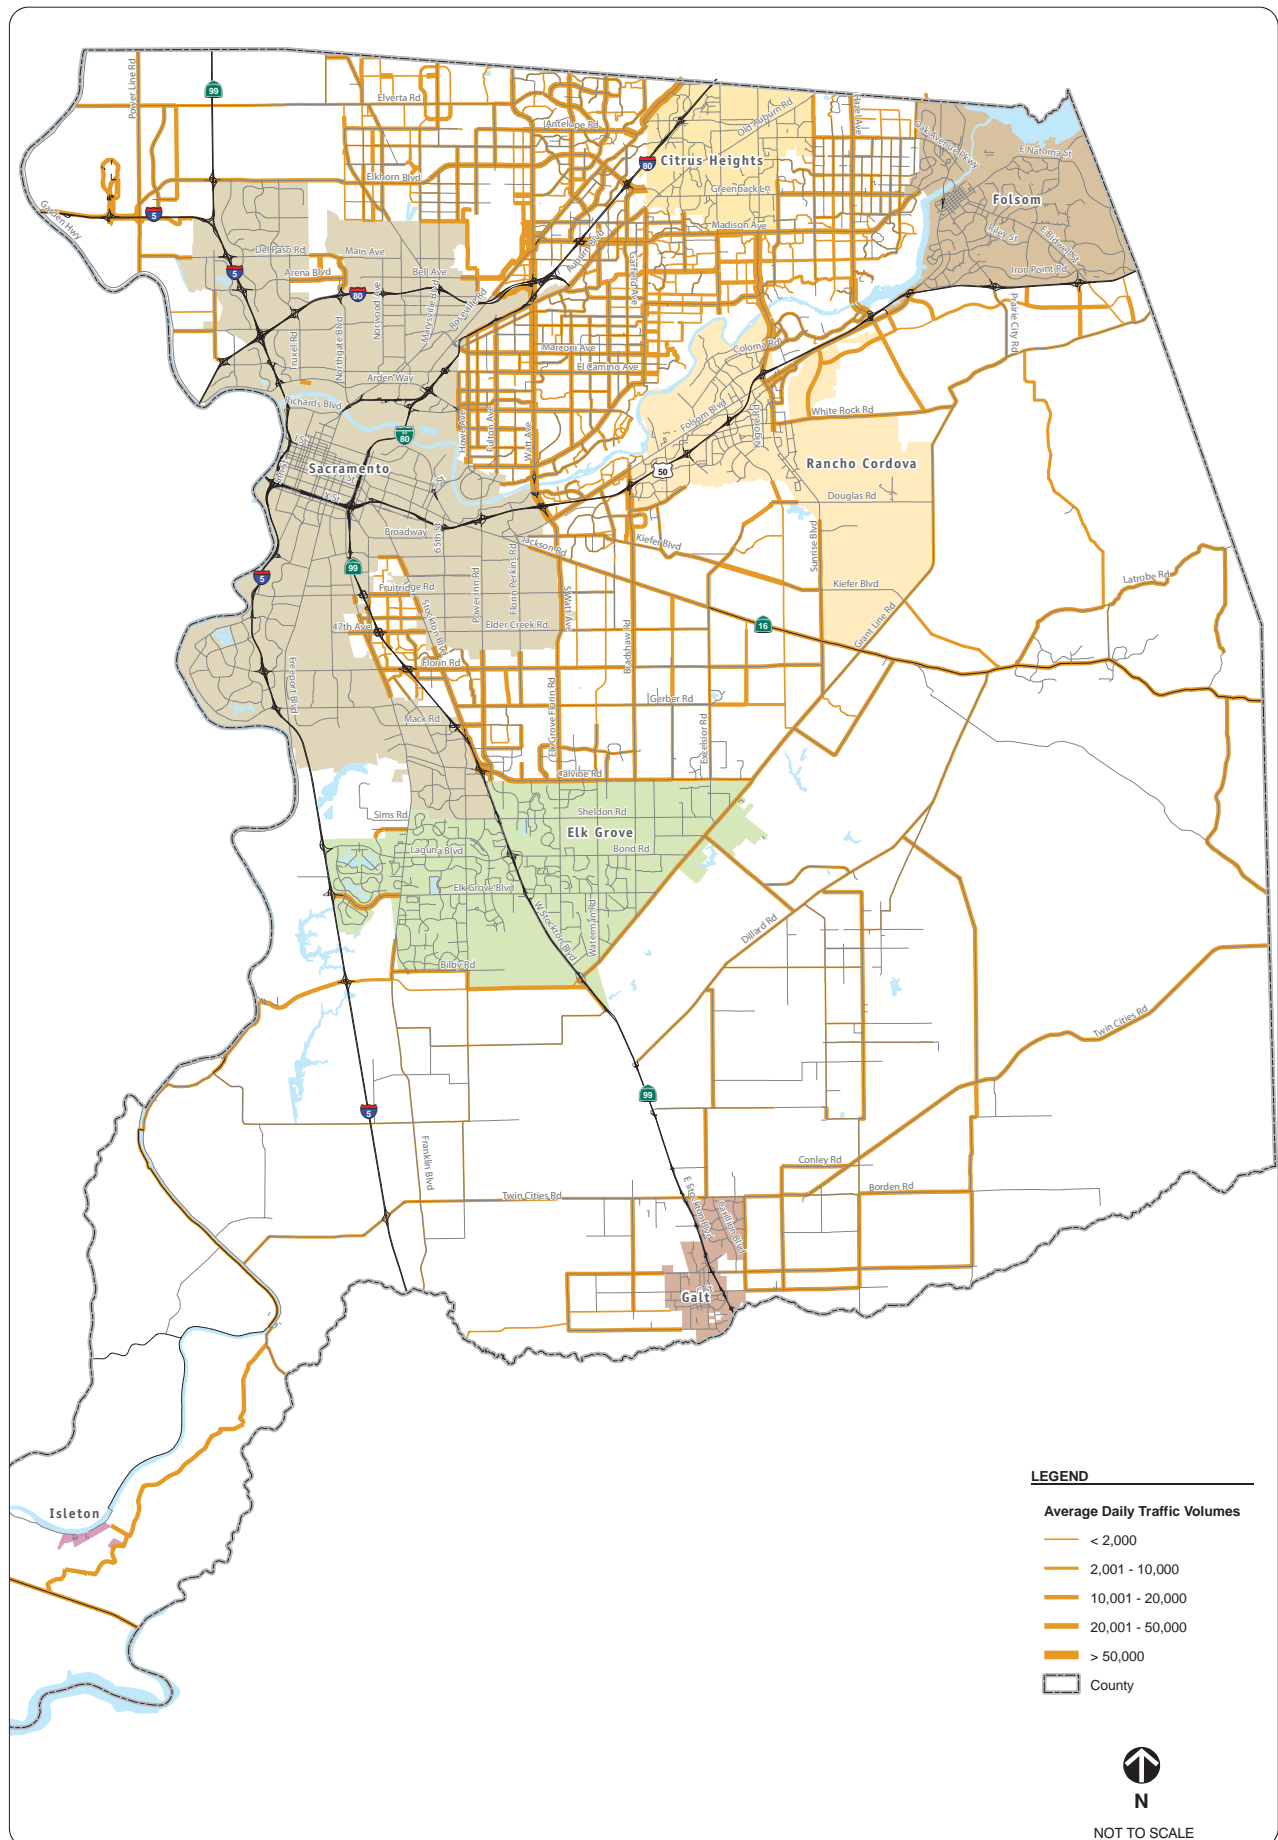 Power Line Rd
99
Elverta Rd
Antelope Rd
Old Auburn Rd
Hazel Ave
Oak Avenue Pkwy
E Natoma St
80
Citrus Heights
Elkhorn Blvd
Greenback Ln
Folsom
Garden Hwy
5
Madison Ave
Riley St
E Bidwell St
Del Paso Rd
Main Ave
Auburn Blvd
Garfield Ave
5
Arena Blvd
Bell Ave
Iron Point Rd
80
Norwood Ave
Marysville Blvd
Roseville Rd
Prairie City Rd
Truxel Rd
Northgate Blvd
Marconi Ave
Coloma Rd
El Camino Ave
Arden Way
Richards Blvd
Howe Ave
Fulton Ave
Watt Ave
Folsom Blvd
Kilgore Rd
White Rock Rd
80
I St
Sacramento
50
Rancho Cordova
X St
Douglas Rd
Broadway
65th St
Jackson Rd
Kiefer Blvd
Sunrise Blvd
99
5
Fruitridge Rd
Stockton Blvd
Power Inn Rd
Florin Perkins Rd
S Watt Ave
Kiefer Blvd
Latrobe Rd
47th Ave
Elder Creek Rd
Bradshaw Rd
16
Grant Line Rd
Florin Rd
Freeport Blvd
Gerber Rd
Elk Grove Florin Rd
Mack Rd
Excelsior Rd
Calvine Rd
Sims Rd
Sheldon Rd
Elk Grove
Laguna Blvd
Bond Rd
Elk Grove Blvd
W Stockton Blvd
Waterman Rd
Dillard Rd
Bilby Rd
Twin Cities Rd
99
5
Franklin Blvd
Conley Rd
Twin Cities Rd
E Stockton Blvd
Carillion Blvd
Borden Rd
Galt
Isleton
LEGEND
Average Daily Traffic Volumes
< 2,000
2,001 - 10,000
10,001 - 20,000
20,001 - 50,000
> 50,000
County
N
NOT TO SCALE